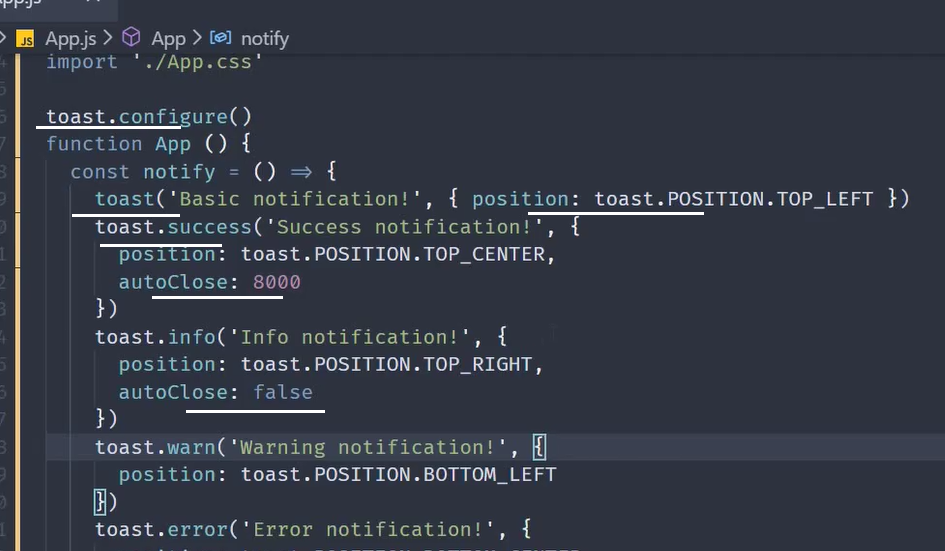 App.js
JS App.js > App > notify
import './App.css'
toast.configure()
function App () {
const notify = () => {
toast('Basic notification!', { position: toast.POSITION.TOP_LEFT })
toast.success('Success notification!', {
position: toast.POSITION.TOP_CENTER,
autoClose: 8000
})
toast.info('Info notification!', {
position: toast.POSITION.TOP_RIGHT,
autoClose: false
})
toast.warn('Warning notification!', {
position: toast.POSITION.BOTTOM_LEFT
})
toast.error('Error notification!', {